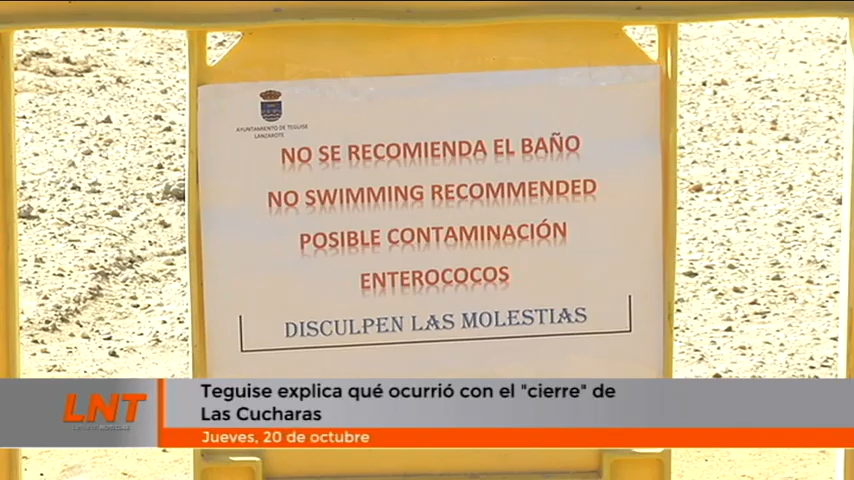 AYUNTAMIENTO DE TEGUISE
LANZAROTE
NO SE RECOMIENDA EL BAÑO
NO SWIMMING RECOMMENDED
POSIBLE CONTAMINACIÓN
ENTEROCOCOS
DISCULPEN LAS MOLESTIAS
LNT
Teguise explica qué ocurrió con el "cierre" de
Las Cucharas
Jueves, 20 de octubre